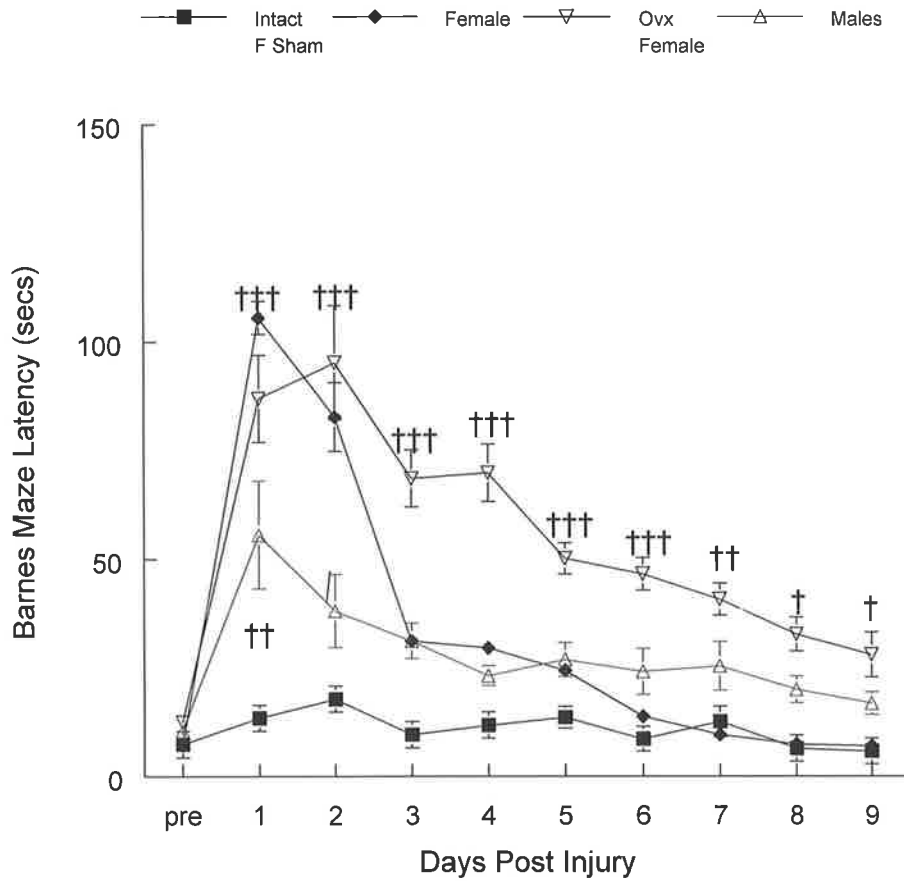 Intact Female Ovx Males
F Sham Female
150
†††
†††
100
†††
†††
†††
†††
††
50
†
†
††
0
pre 1 2 3 4 5 6 7 8 9
Barnes Maze Latency (secs)
Days Post Injury